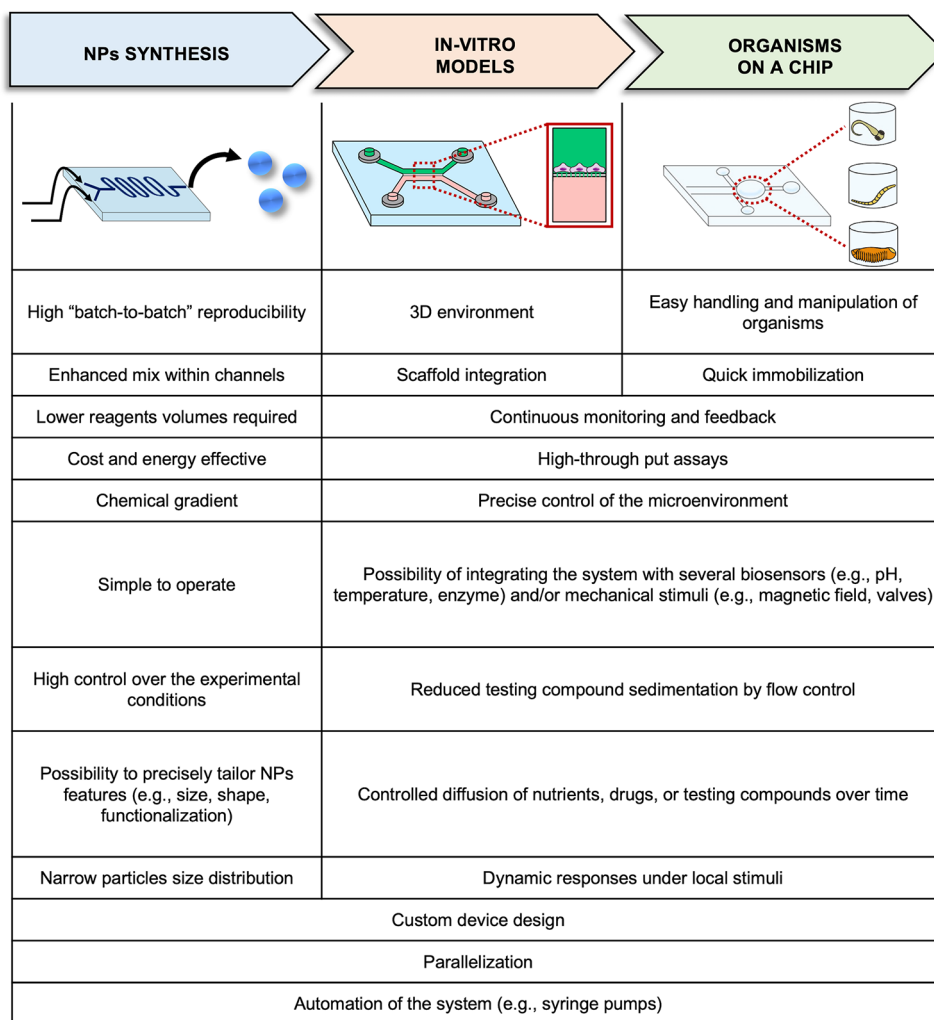 NPs SYNTHESIS
IN-VITRO
MODELS
ORGANISMS
ON A CHIP
High “batch-to-batch” reproducibility
3D environment
Easy handling and manipulation of
organisms
Enhanced mix within channels
Scaffold integration
Quick immobilization
Lower reagents volumes required
Continuous monitoring and feedback
Cost and energy effective
High-through put assays
Chemical gradient
Precise control of the microenvironment
Simple to operate
Possibility of integrating the system with several biosensors (e.g., pH,
temperature, enzyme) and/or mechanical stimuli (e.g., magnetic field, valves)
High control over the experimental
conditions
Reduced testing compound sedimentation by flow control
Possibility to precisely tailor NPs
features (e.g., size, shape,
functionalization)
Controlled diffusion of nutrients, drugs, or testing compounds over time
Narrow particles size distribution
Dynamic responses under local stimuli
Custom device design
Parallelization
Automation of the system (e.g., syringe pumps)